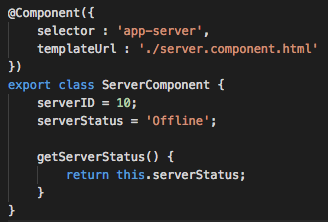 @Component({
    selector : 'app-server',
    templateUrl : './server.component.html'
})
export class ServerComponent {
    serverID = 10;
    serverStatus = 'Offline';

    getServerStatus() {
        return this.serverStatus;
    }
}